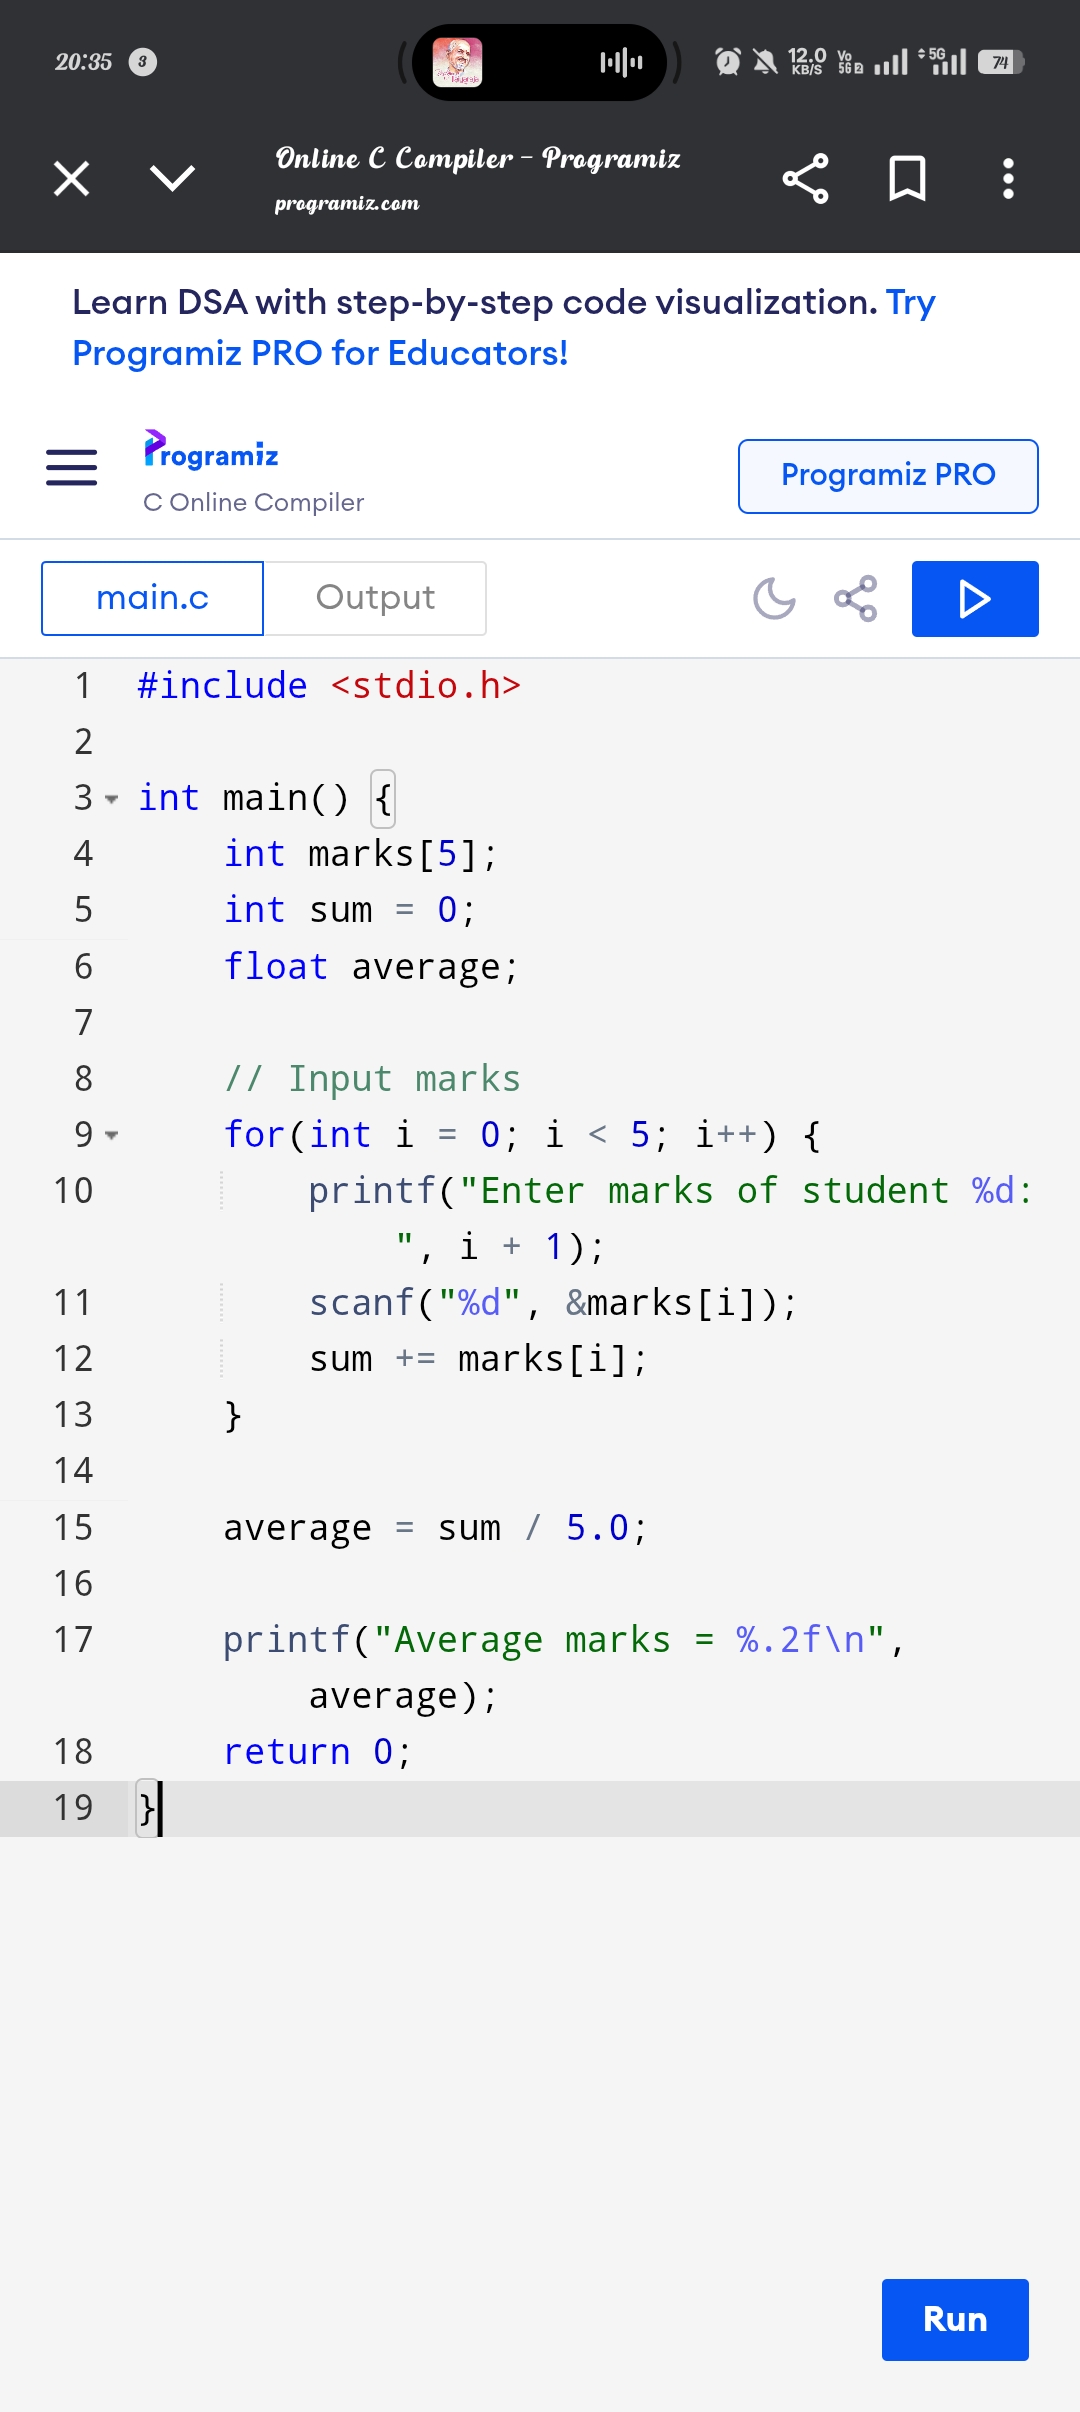 20:35 3 12.0 KB/S Vo 5G 2 5G 74
Online C Compiler - Programiz
programiz.com
Learn DSA with step-by-step code visualization. Try
Programiz PRO for Educators!
Programiz
C Online Compiler
Programiz PRO
main.c Output
1 #include <stdio.h>
2
3 int main() {
4 int marks[5];
5 int sum = 0;
6 float average;
7
8 // Input marks
9 for(int i = 0; i < 5; i++) {
10 printf("Enter marks of student %d:
", i + 1);
11 scanf("%d", &marks[i]);
12 sum += marks[i];
13 }
14
15 average = sum / 5.0;
16
17 printf("Average marks = %.2f\n",
average);
18 return 0;
19 }
Run